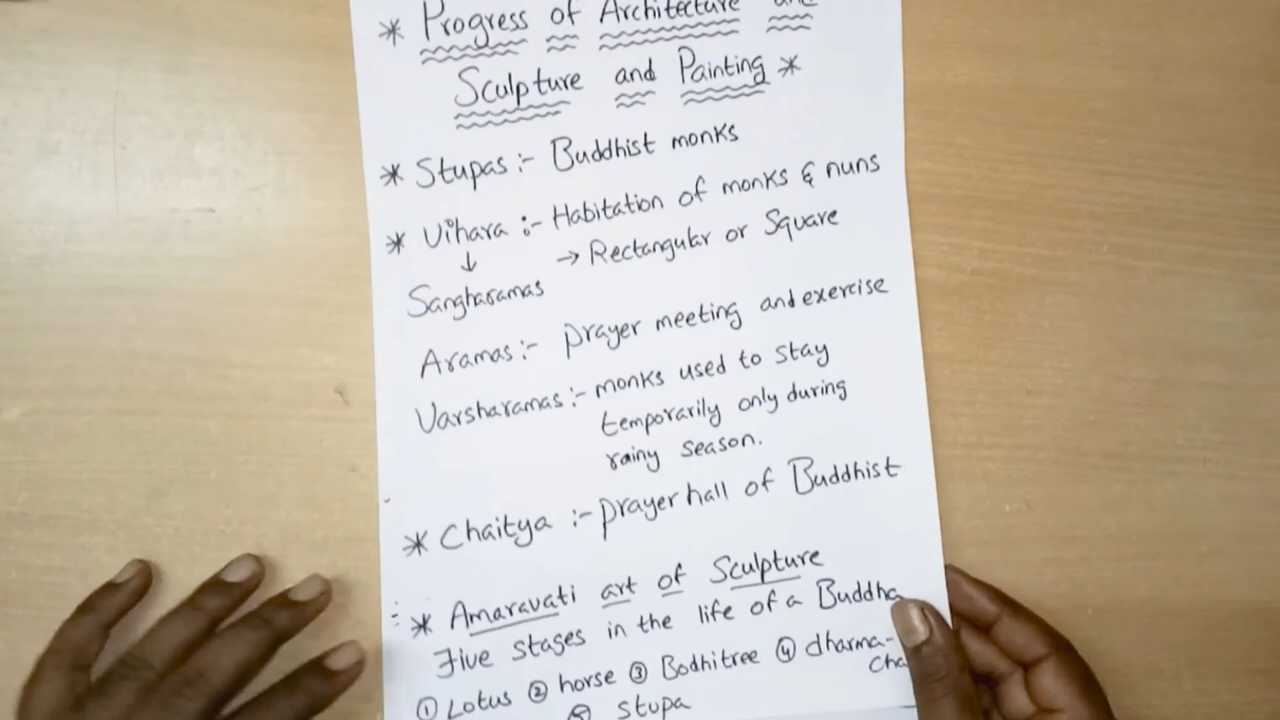 * Progress of Architecture and
Sculpture and Painting *
* Stupas :- Buddhist monks
* Vihara :- Habitation of monks & nuns
↓ → Rectangular or Square
Sangharamas
Aramas :- prayer meeting and exercise
Varsharamas :- monks used to stay
temporarily only during
rainy season.
* Chaitya :- prayer hall of Buddhist
* Amaravati art of Sculpture
Five stages in the life of a Buddha
① Lotus ② horse ③ Bodhitree ④ dharma-
cha
⑤ stupa